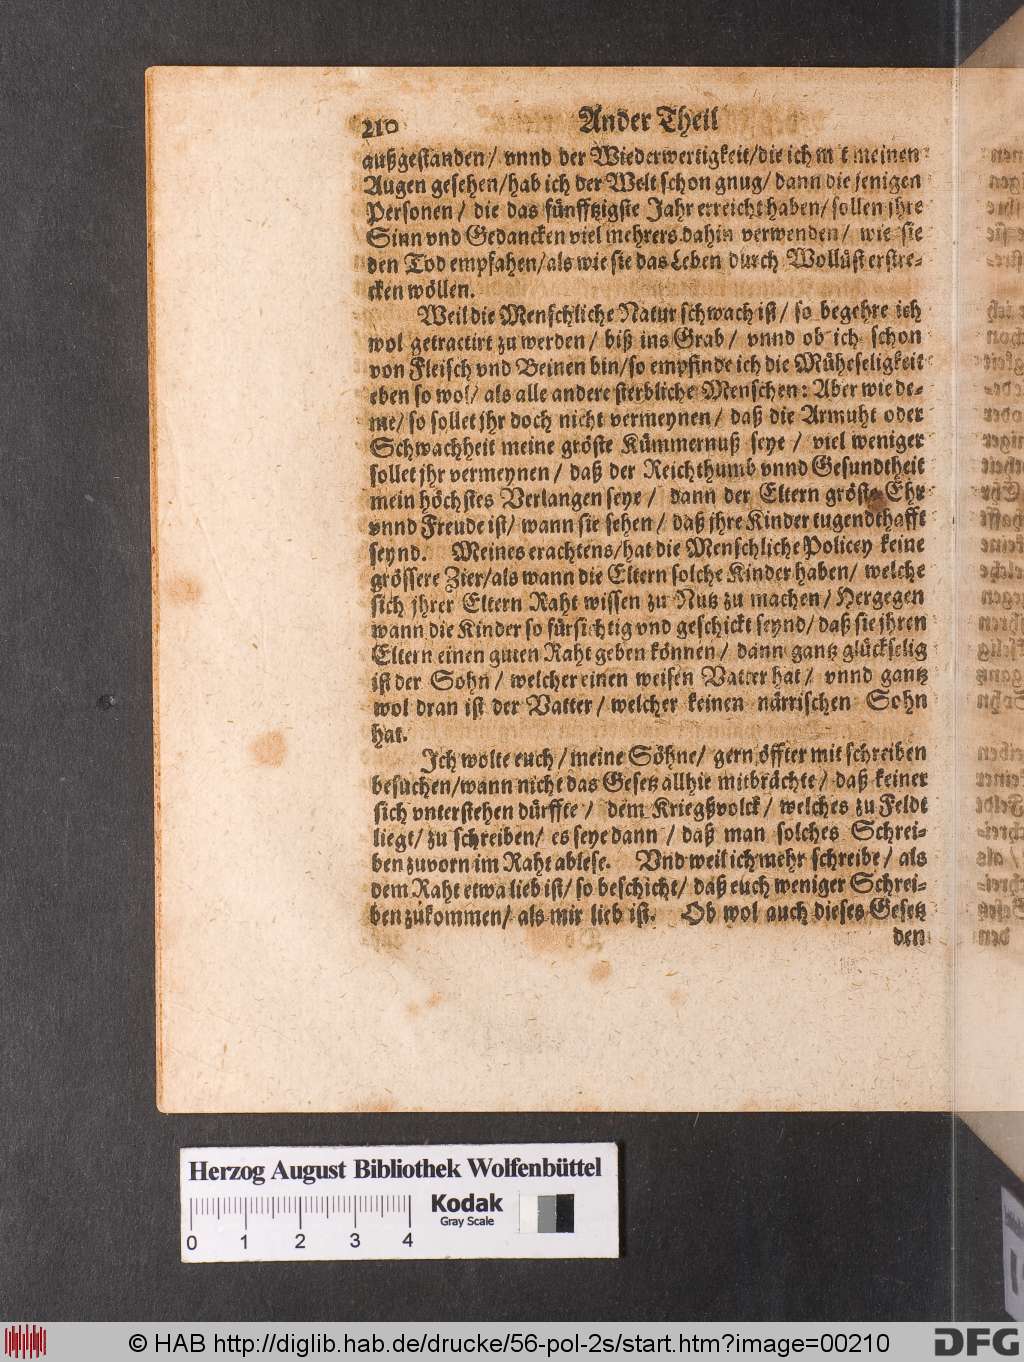 210 Ander Theil
außgestanden / vnnd der Wiederwertigkeit/die ich mit meinen
Augen gesehen/hab ich der Welt schon gnug/ dann die jenigen
Personen / die das fünfftzigste Jahr erreicht haben/ sollen jhre
Sinn vnd Gedancken viel mehrers dahin verwenden / wie sie
den Tod empfahen/als wie sie das Leben durch Wollüst erstre-
cken wöllen.
Weil die Menschliche Natur schwach ist / so begehre ich
wol getractirt zu werden / biß ins Grab / vnnd ob ich schon
von Fleisch vnd Beinen bin/so empfinde ich die Müheseligkeit
eben so wol/ als alle andere sterbliche Menschen: Aber wie de-
me/ so sollet jhr doch nicht vermeynen / daß die Armuht oder
Schwachheit meine gröste Kümmernuß seye / viel weniger
sollet jhr vermeynen / daß der Reichthumb vnnd Gesundtheit
mein höchstes Verlangen seye / dann der Eltern gröste Ehr
vnnd Freude ist/ wann sie sehen / daß jhre Kinder tugendthafft
seynd. Meines erachtens/hat die Menschliche Policey keine
grössere Zier/als wann die Eltern solche Kinder haben/ welche
sich jhrer Eltern Raht wissen zu Nutz zu machen / Hergegen
wann die Kinder so fürsichtig vnd geschickt seynd/ daß sie jhren
Eltern einen guten Raht geben können / dann gantz glückselig
ist der Sohn / welcher einen weisen Vatter hat / vnnd gantz
wol dran ist der Vatter / welcher keinen närrischen Sohn
hat.
Ich wolte euch / meine Söhne/ gern öffter mit schreiben
besuchen/wann nicht das Gesetz allhie mitbrächte / daß keiner
sich vnterstehen dürffte / dem Kriegßvolck / welches zu Feldt
liegt/ zu schreiben/ es seye dann / daß man solches Schrei-
ben zuvorn im Raht ablese. Vnd weil ich mehr schreibe / als
dem Raht etwa lieb ist/ so beschicht/ daß euch weniger Schrei-
ben zukommen/ als mir lieb ist. Ob wol auch dieses Gesetz
den
Herzog August Bibliothek Wolfenbüttel
Kodak
Gray Scale
0 1 2 3 4
© HAB http://diglib.hab.de/drucke/56-pol-2s/start.htm?image=00210
DFG